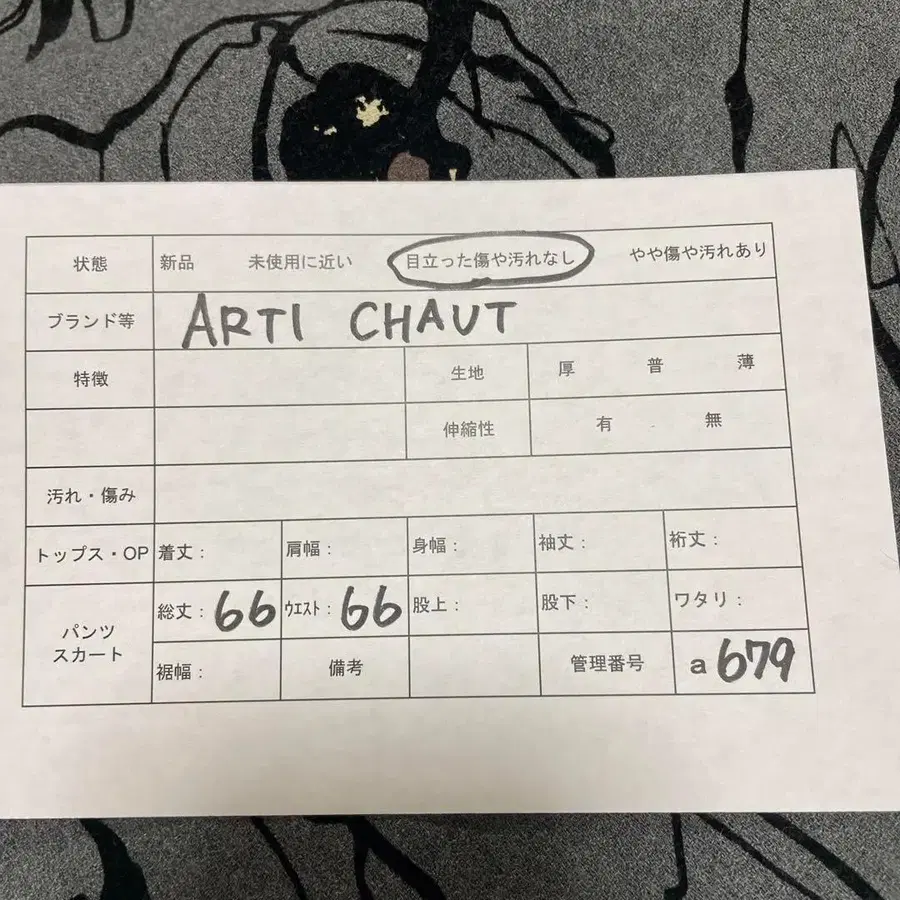 状態 新品 未使用に近い 目立った傷や汚れなし やや傷や汚れあり
ブランド等 ARTI CHAUT
特徴 生地 厚 普 薄
伸縮性 有 無
汚れ・傷み
トップス・OP 着丈: 肩幅: 身幅: 袖丈: 裄丈:
パンツ スカート 総丈:66 ウエスト:66 股上: 股下: ワタリ:
裾幅: 備考 管理番号 a679